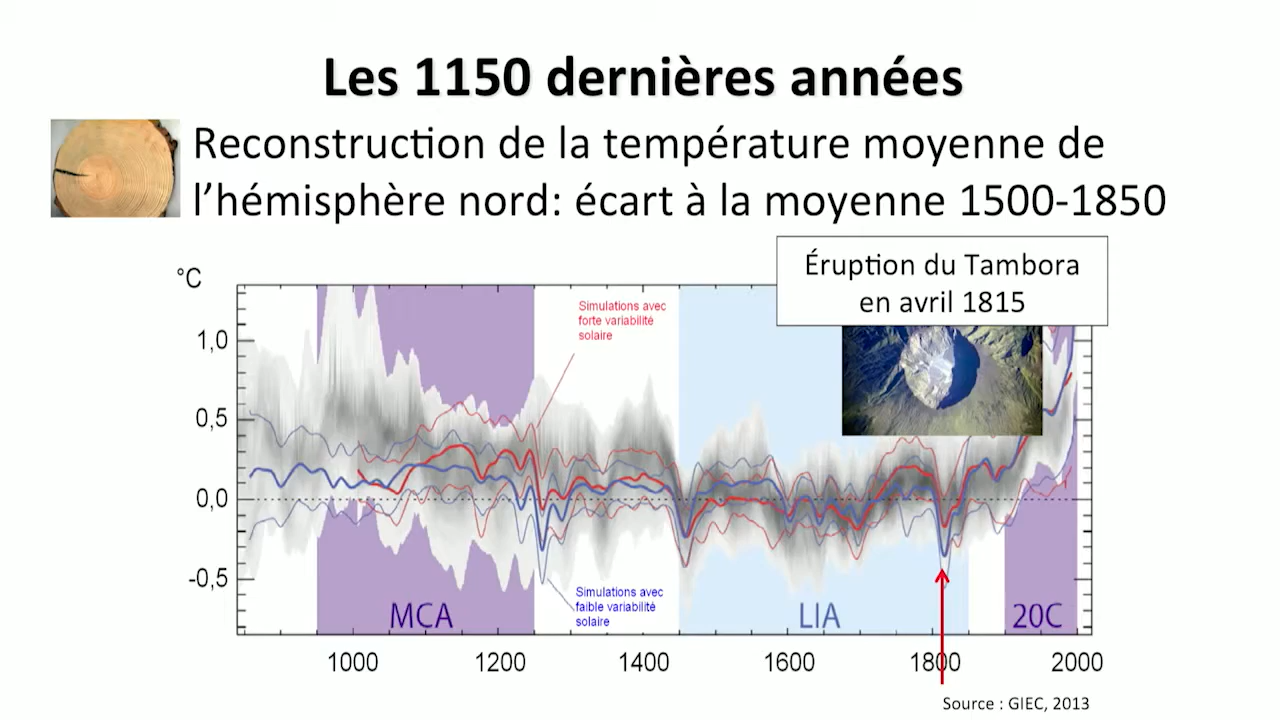 Les 1150 dernières années
Reconstruction de la température moyenne de
l'hémisphère nord: écart à la moyenne 1500-1850
Éruption du Tambora
en avril 1815
°C
Simulations avec
forte variabilité
solaire
1,0
0,5
0,0
-0,5
Simulations avec
faible variabilité
solaire
MCA
LIA
20C
1000
1200
1400
1600
1800
2000
Source : GIEC, 2013